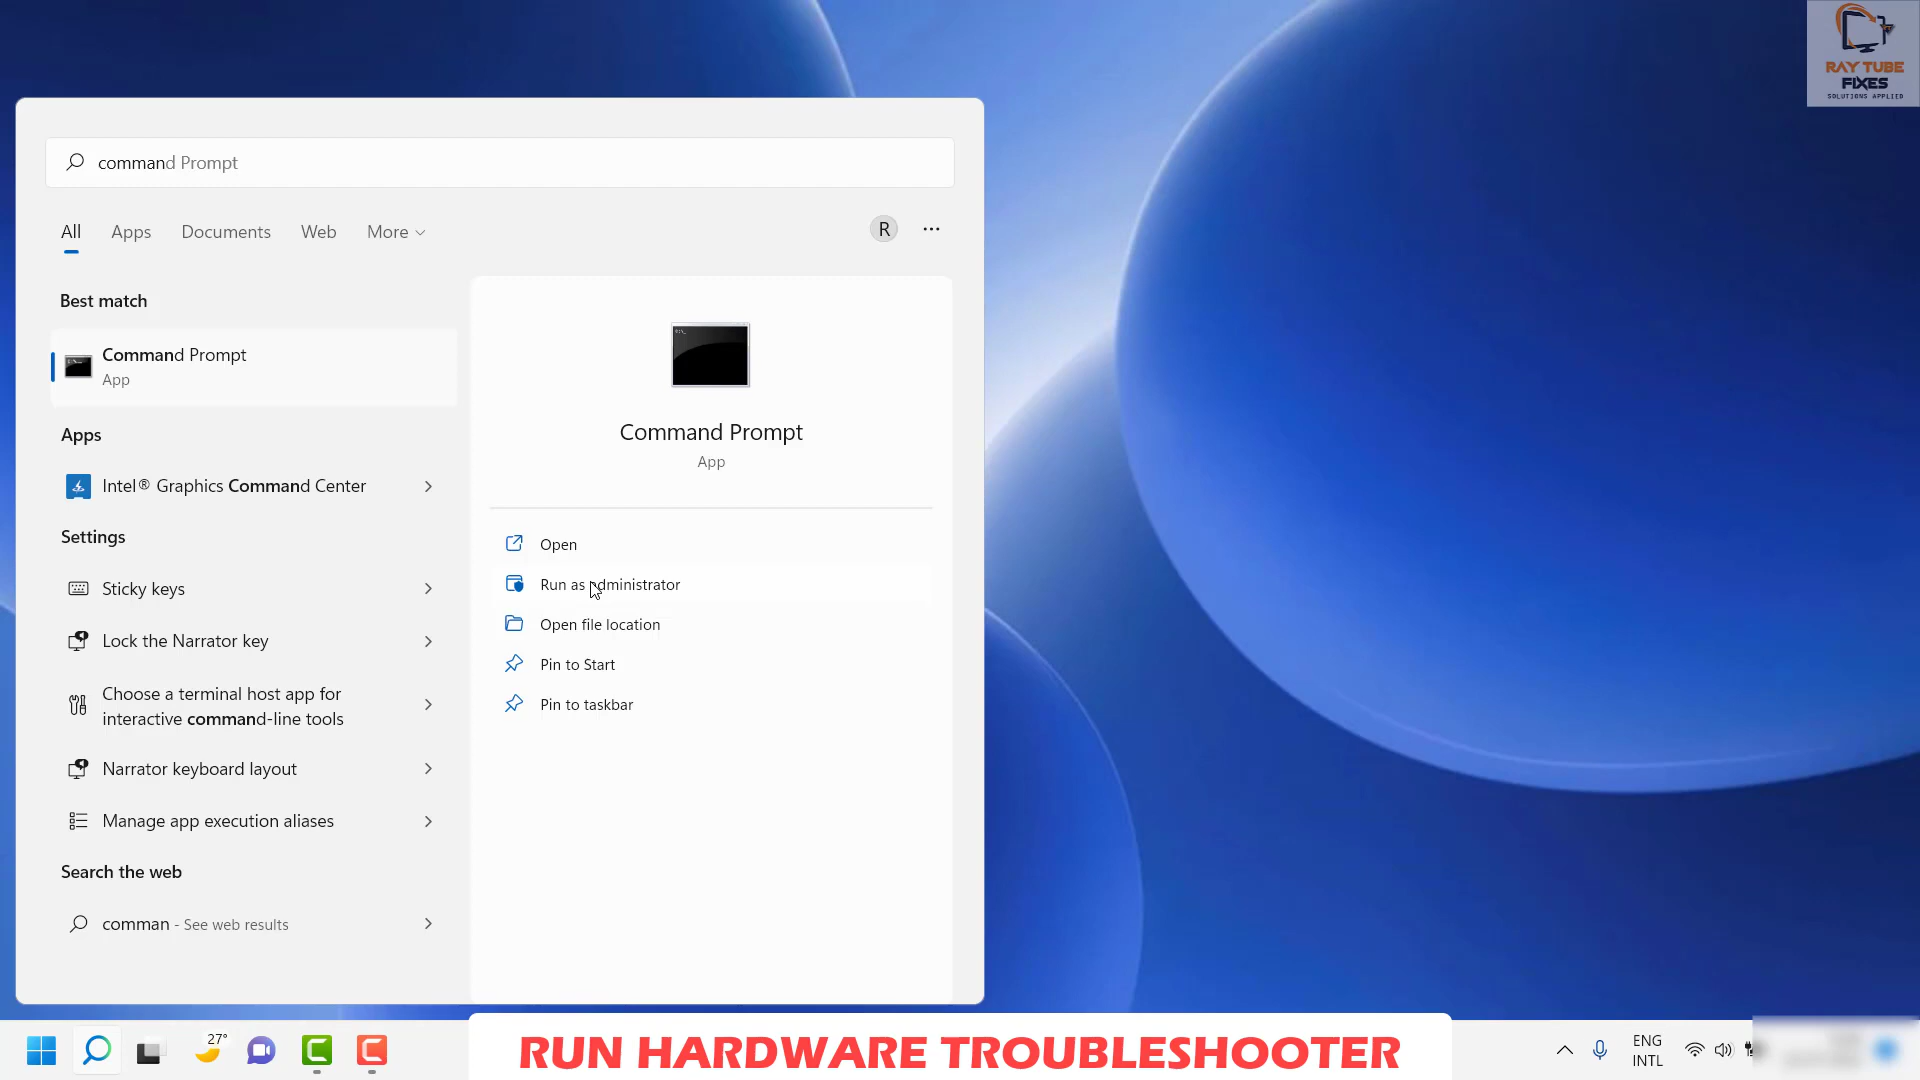 RAY TUBE
FIXES
SOLUTIONS APPLIED
command Prompt
All
Apps
Documents
Web
More
R
Best match
Command Prompt
App
Apps
Intel® Graphics Command Center
Settings
Sticky keys
Lock the Narrator key
Choose a terminal host app for
interactive command-line tools
Narrator keyboard layout
Manage app execution aliases
Search the web
comman - See web results
Command Prompt
App
Open
Run as administrator
Open file location
Pin to Start
Pin to taskbar
27°
RUN HARDWARE TROUBLESHOOTER
ENG
INTL